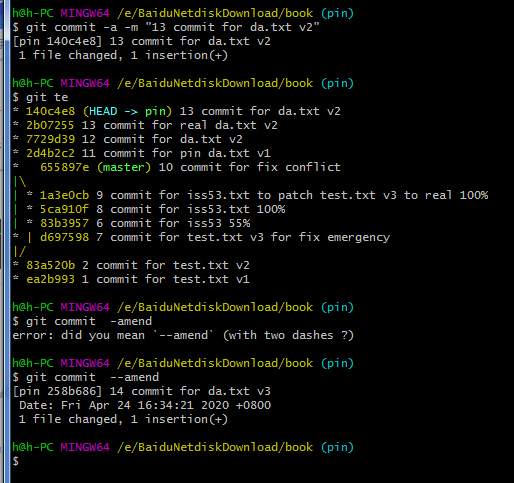 h@h-PC MINGW64 /e/BaiduNetdiskDownload/book (pin)
$ git commit -a -m "13 commit for da.txt v2"
[pin 140c4e8] 13 commit for da.txt v2
 1 file changed, 1 insertion(+)

h@h-PC MINGW64 /e/BaiduNetdiskDownload/book (pin)
$ git te
* 140c4e8 (HEAD -> pin) 13 commit for da.txt v2
* 2b07255 13 commit for real da.txt v2
* 7729d39 12 commit for da.txt v2
* 2d4b2c2 11 commit for pin da.txt v1
*   655897e (master) 10 commit for fix conflict
|\
| * 1a3e0cb 9 commit for iss53.txt to patch test.txt v3 to real 100%
| * 5ca910f 8 commit for iss53.txt 100%
| * 83b3957 6 commit for iss53 55%
* | d697598 7 commit for test.txt v3 for fix emergency
|/
* 83a520b 2 commit for test.txt v2
* ea2b993 1 commit for test.txt v1

h@h-PC MINGW64 /e/BaiduNetdiskDownload/book (pin)
$ git commit  -amend
error: did you mean `--amend` (with two dashes ?)

h@h-PC MINGW64 /e/BaiduNetdiskDownload/book (pin)
$ git commit  --amend
[pin 258b686] 14 commit for da.txt v3
 Date: Fri Apr 24 16:34:21 2020 +0800
 1 file changed, 1 insertion(+)

h@h-PC MINGW64 /e/BaiduNetdiskDownload/book (pin)
$